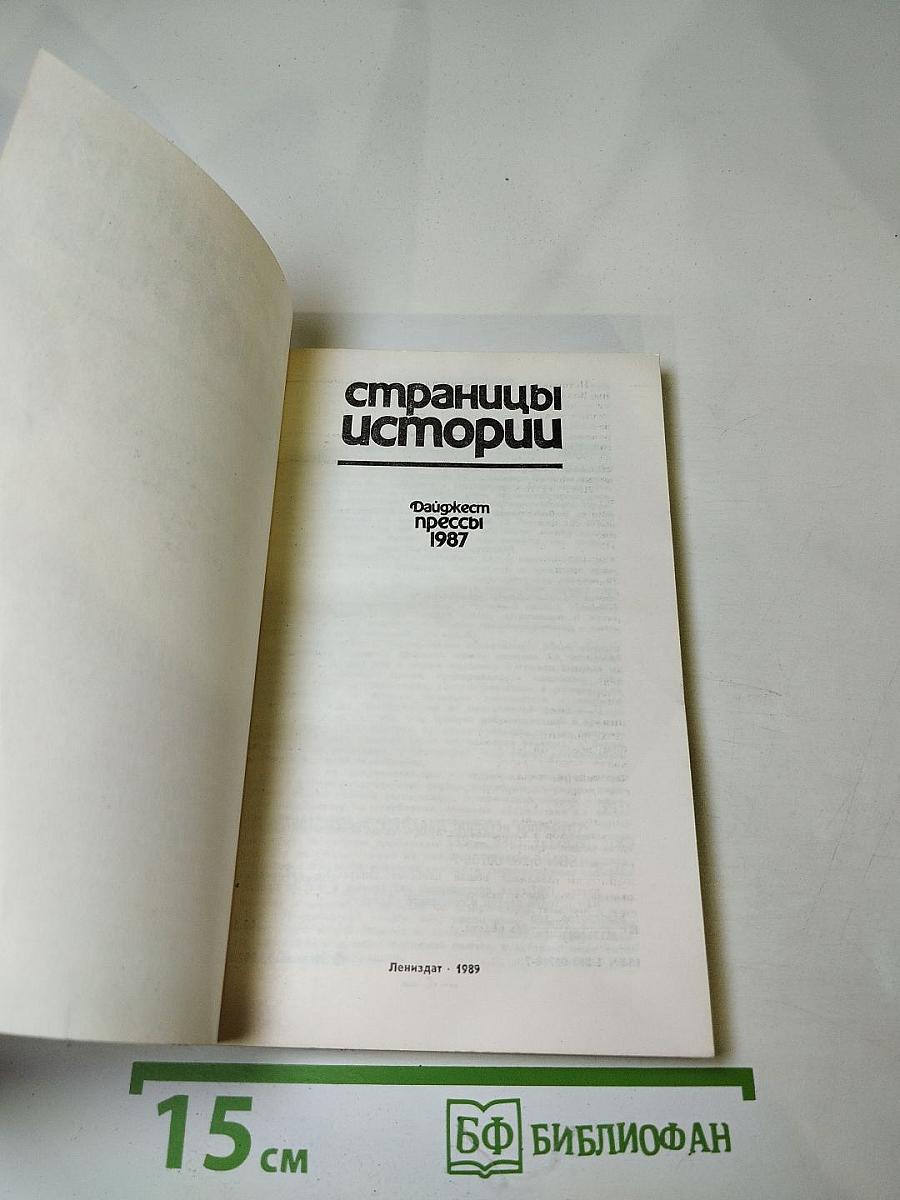 страницы
истории
Дайджест
прессы
1987
Лениздат · 1989
15 см
БФ БИБЛИОФАН